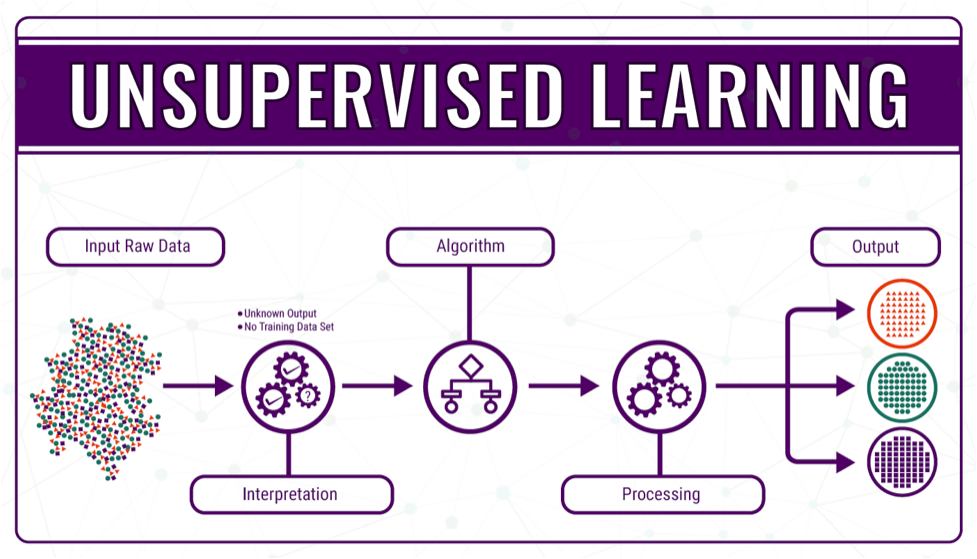 UNSUPERVISED LEARNING
Input Raw Data
Algorithm
Output
• Unknown Output
• No Training Data Set
?
Interpretation
Processing